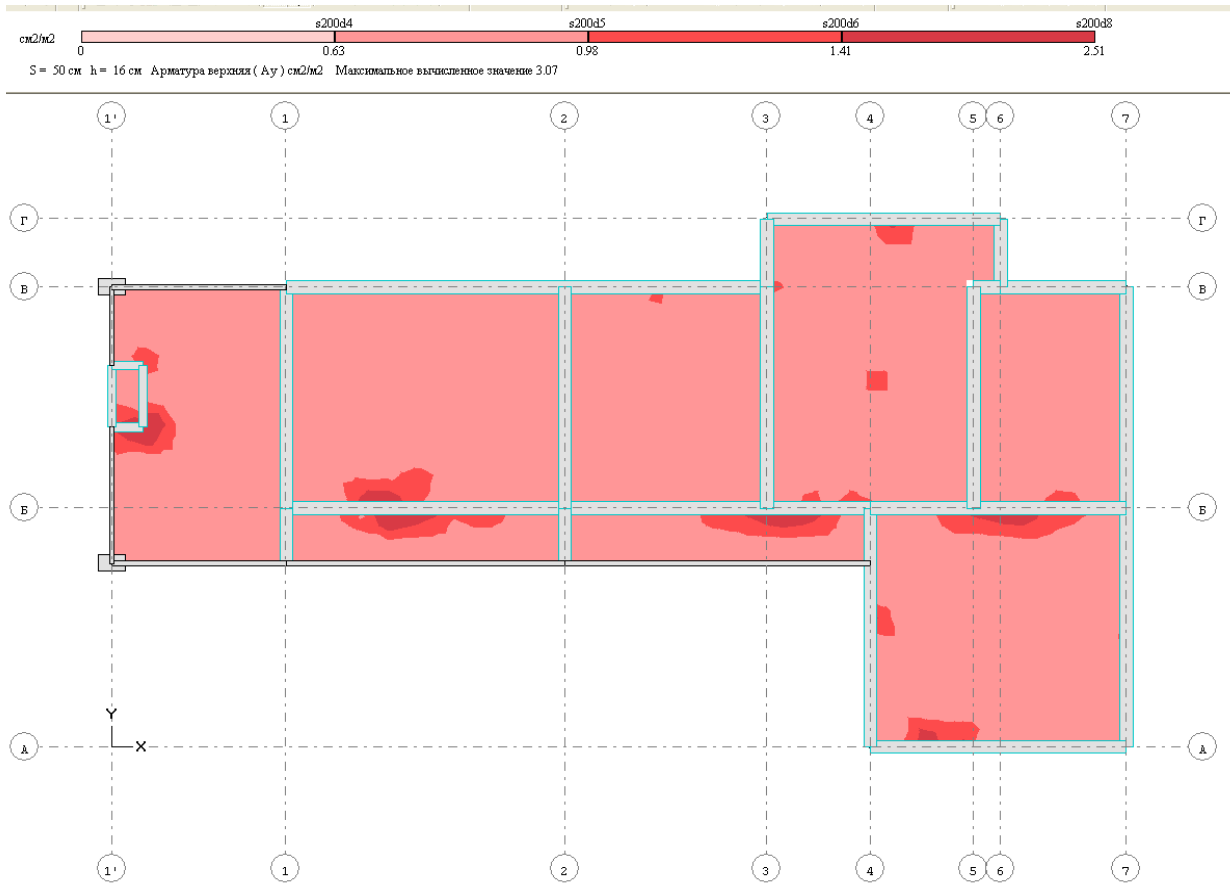 s200d4 s200d5 s200d6 s200d8
см2/м2
0 0.63 0.98 1.41 2.51
S = 50 см h = 16 см Арматура верхняя ( Ау ) см2/м2 Максимальное вычисленное значение 3.07
1' 1 2 3 4 5 6 7
Г Г
В В
Б Б
Y
X
А А
1' 1 2 3 4 5 6 7